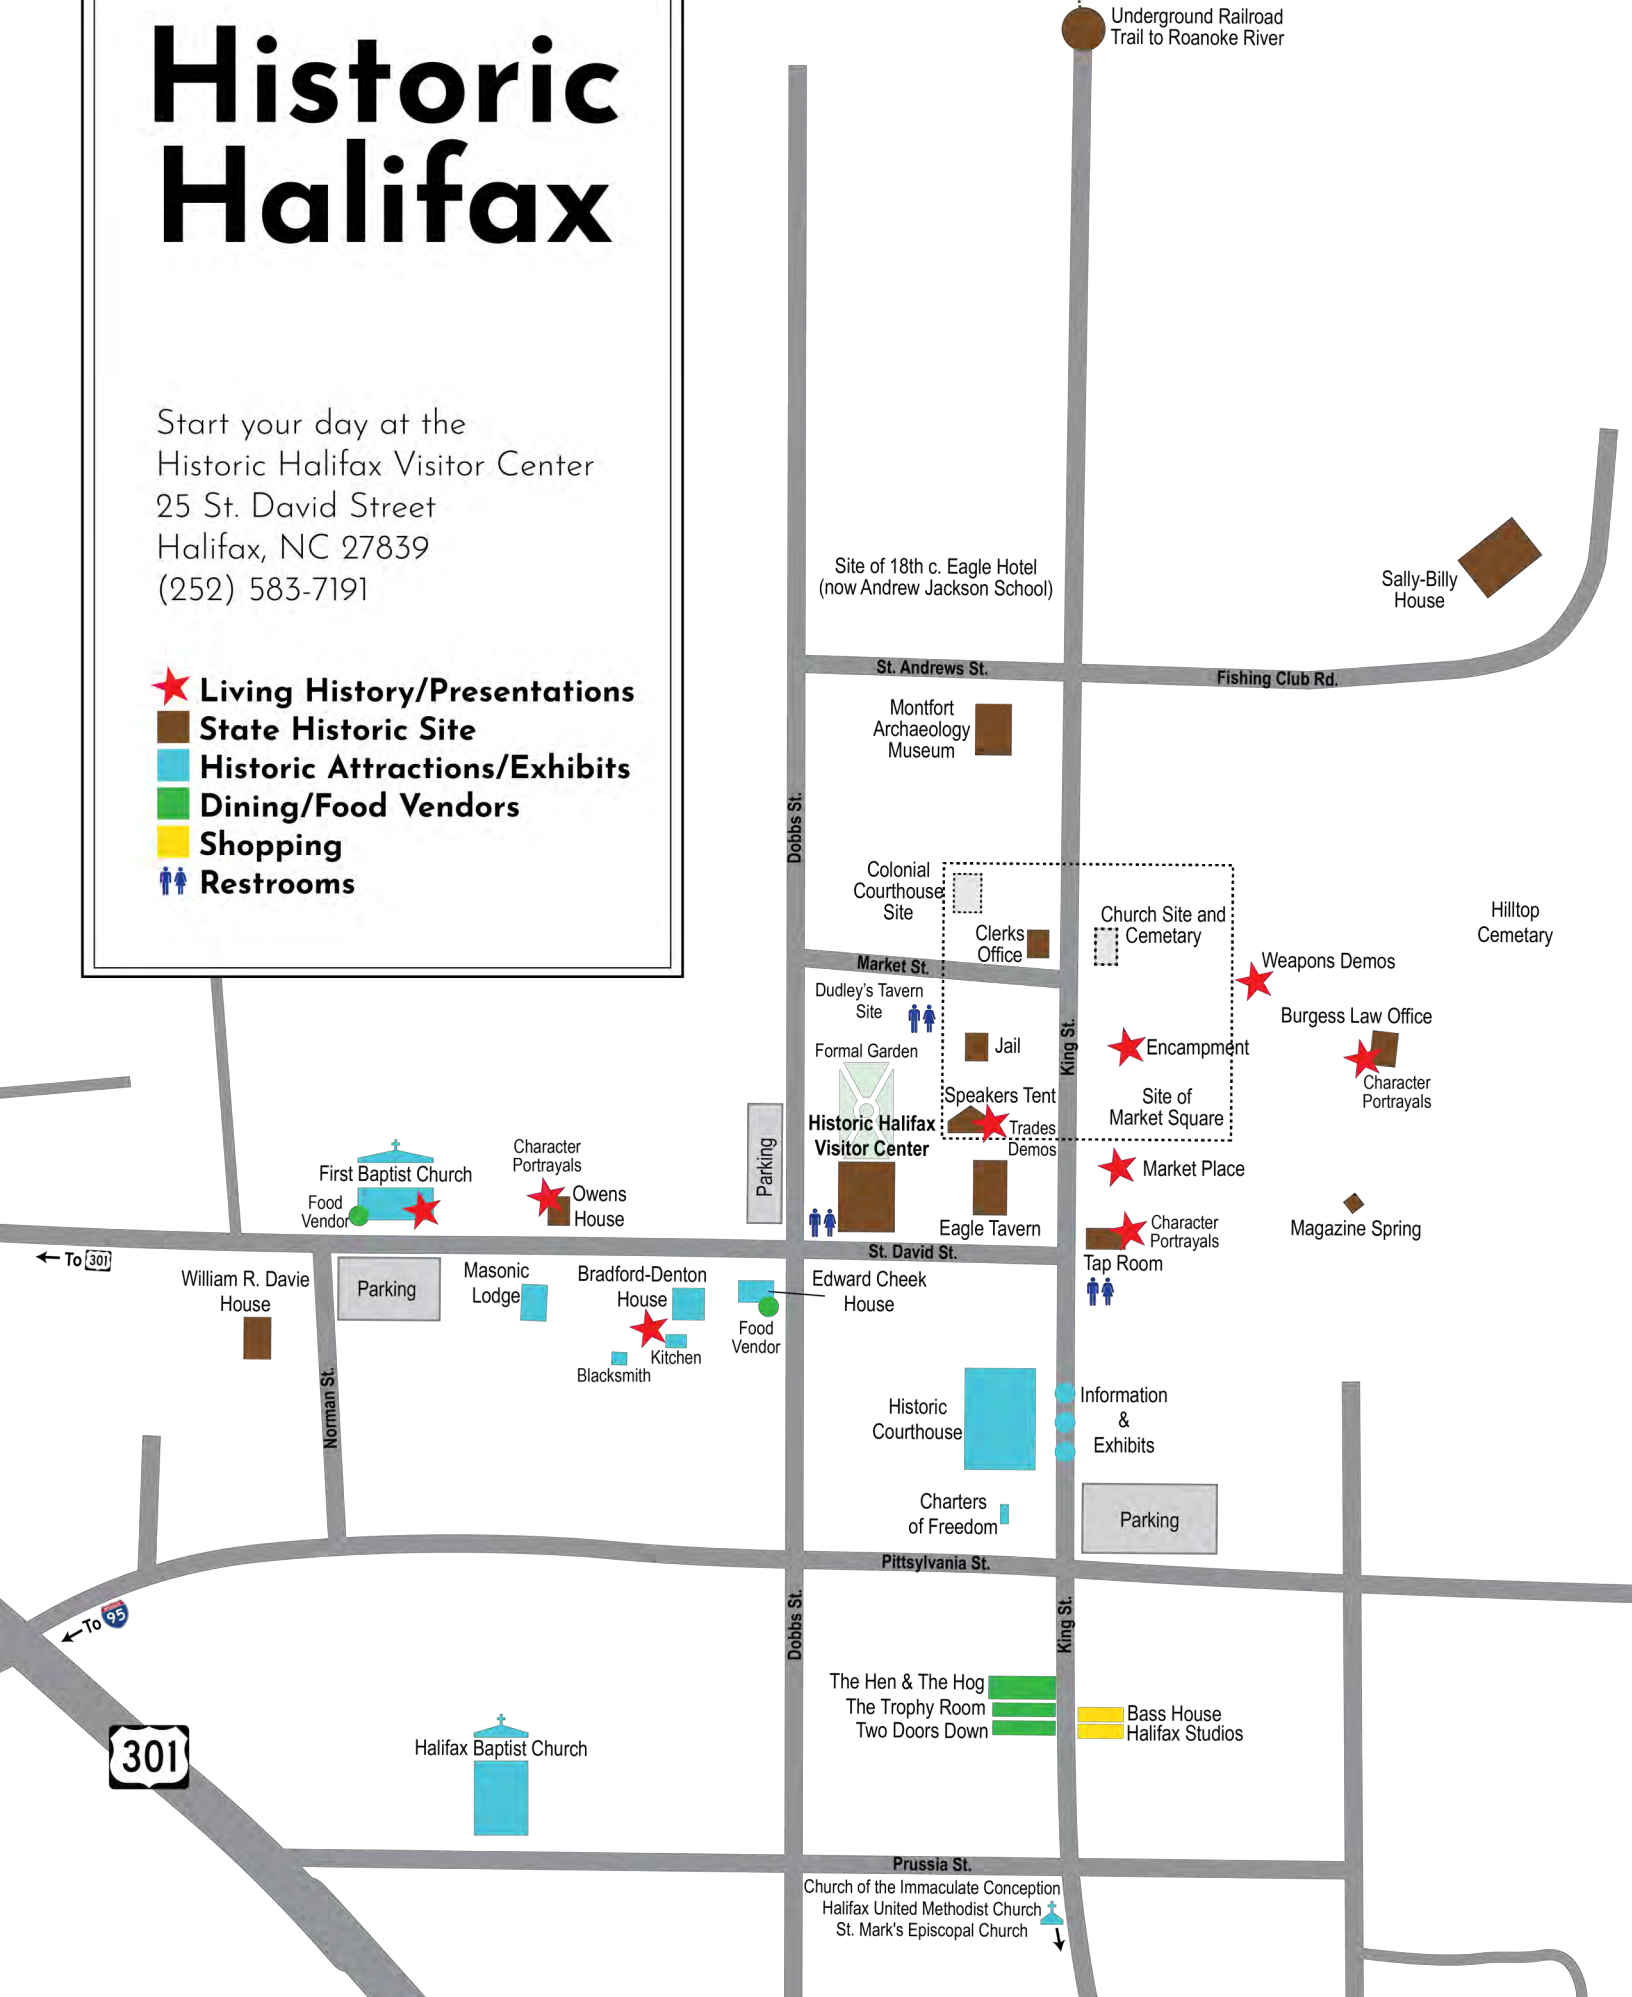 Historic
Halifax
Start your day at the
Historic Halifax Visitor Center
25 St. David Street
Halifax, NC 27839
(252) 583-7191
Living History/Presentations
State Historic Site
Historic Attractions/Exhibits
Dining/Food Vendors
Shopping
Restrooms
Underground Railroad
Trail to Roanoke River
Site of 18th c. Eagle Hotel
(now Andrew Jackson School)
Sally-Billy
House
St. Andrews St.
Fishing Club Rd.
Montfort
Archaeology
Museum
Dobbs St.
Colonial
Courthouse
Site
Clerks
Office
Church Site and
Cemetary
Hilltop
Cemetary
Market St.
Weapons Demos
Dudley's Tavern
Site
Burgess Law Office
Character
Portrayals
Jail
King St.
Encampment
Formal Garden
Site of
Market Square
Speakers Tent
Trades
Demos
Historic Halifax
Visitor Center
Parking
Market Place
Eagle Tavern
Character
Portrayals
Tap Room
Magazine Spring
First Baptist Church
Food
Vendor
Character
Portrayals
Owens
House
St. David St.
To 301
William R. Davie
House
Parking
Masonic
Lodge
Bradford-Denton
House
Kitchen
Blacksmith
Food
Vendor
Edward Cheek
House
Norman St.
Historic
Courthouse
Information
&
Exhibits
Charters
of Freedom
Parking
Pittsylvania St.
To 95
Dobbs St.
King St.
The Hen & The Hog
The Trophy Room
Two Doors Down
Bass House
Halifax Studios
301
Halifax Baptist Church
Prussia St.
Church of the Immaculate Conception
Halifax United Methodist Church
St. Mark's Episcopal Church